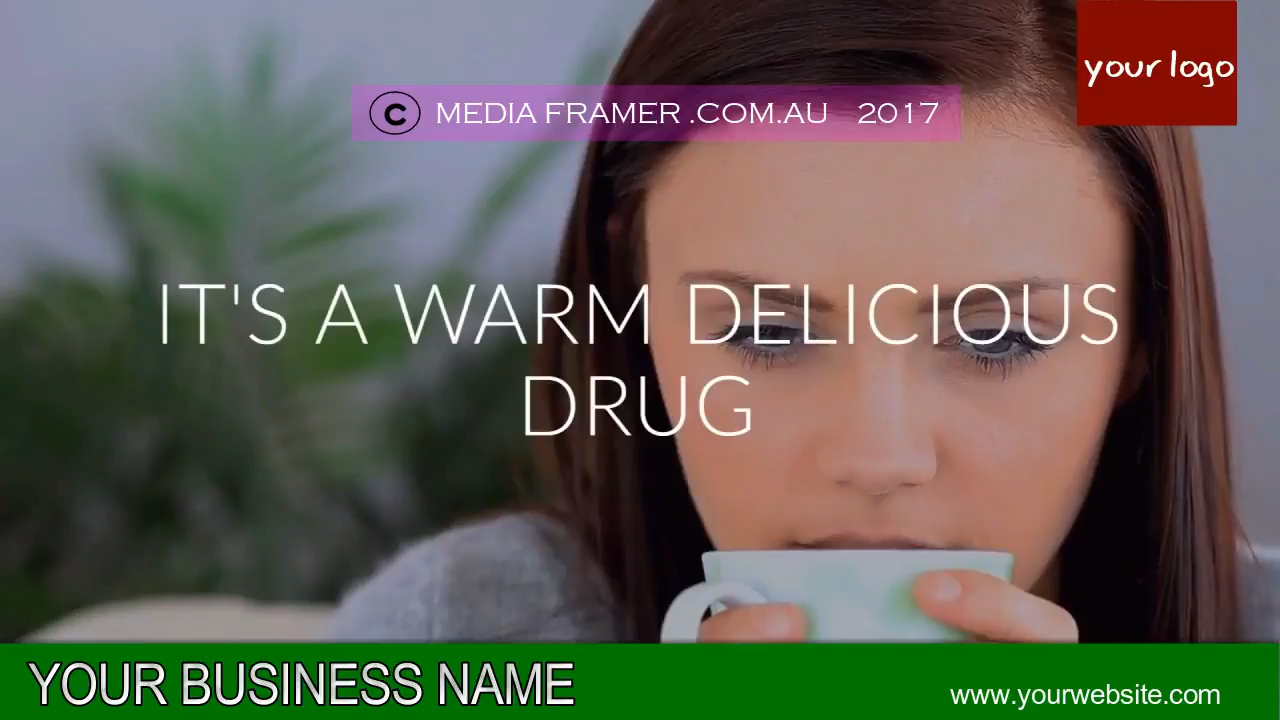 your logo
© MEDIA FRAMER .COM.AU 2017
IT'S A WARM DELICIOUS
DRUG
YOUR BUSINESS NAME
www.yourwebsite.com